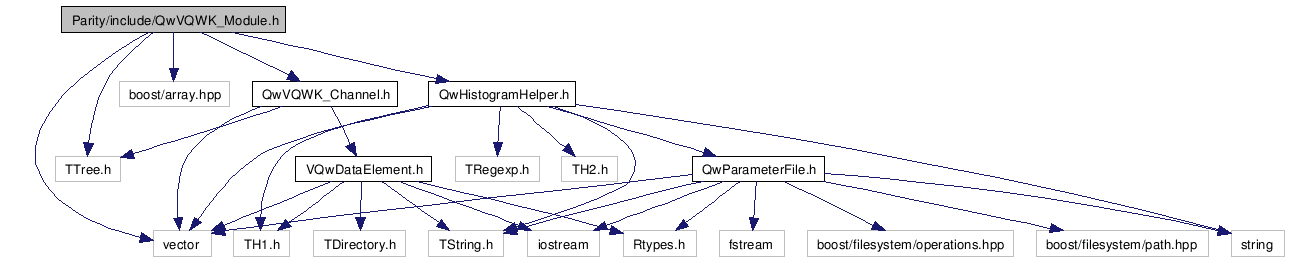 Parity/include/QwVQWK_Module.h
boost/array.hpp
QwVQWK_Channel.h
QwHistogramHelper.h
TTree.h
VQwDataElement.h
TRegexp.h
TH2.h
QwParameterFile.h
vector
TH1.h
TDirectory.h
TString.h
iostream
Rtypes.h
fstream
boost/filesystem/operations.hpp
boost/filesystem/path.hpp
string